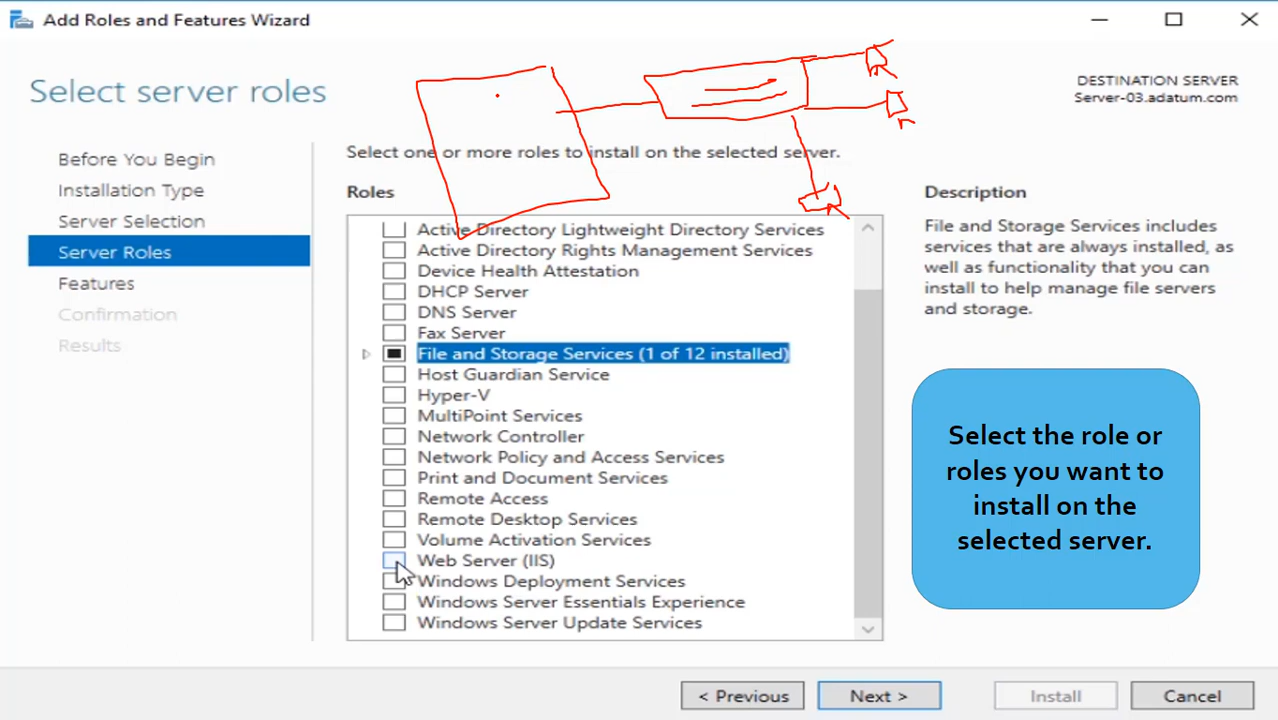 Add Roles and Features Wizard
Select server roles
DESTINATION SERVER
Server-03.adatum.com
Before You Begin
Installation Type
Server Selection
Server Roles
Features
Confirmation
Results
Select one or more roles to install on the selected server.
Roles
Active Directory Lightweight Directory Services
Active Directory Rights Management Services
Device Health Attestation
DHCP Server
DNS Server
Fax Server
File and Storage Services (1 of 12 installed)
Host Guardian Service
Hyper-V
MultiPoint Services
Network Controller
Network Policy and Access Services
Print and Document Services
Remote Access
Remote Desktop Services
Volume Activation Services
Web Server (IIS)
Windows Deployment Services
Windows Server Essentials Experience
Windows Server Update Services
Description
File and Storage Services includes
services that are always installed, as
well as functionality that you can
install to help manage file servers
and storage.
Select the role or
roles you want to
install on the
selected server.
< Previous
Next >
Install
Cancel